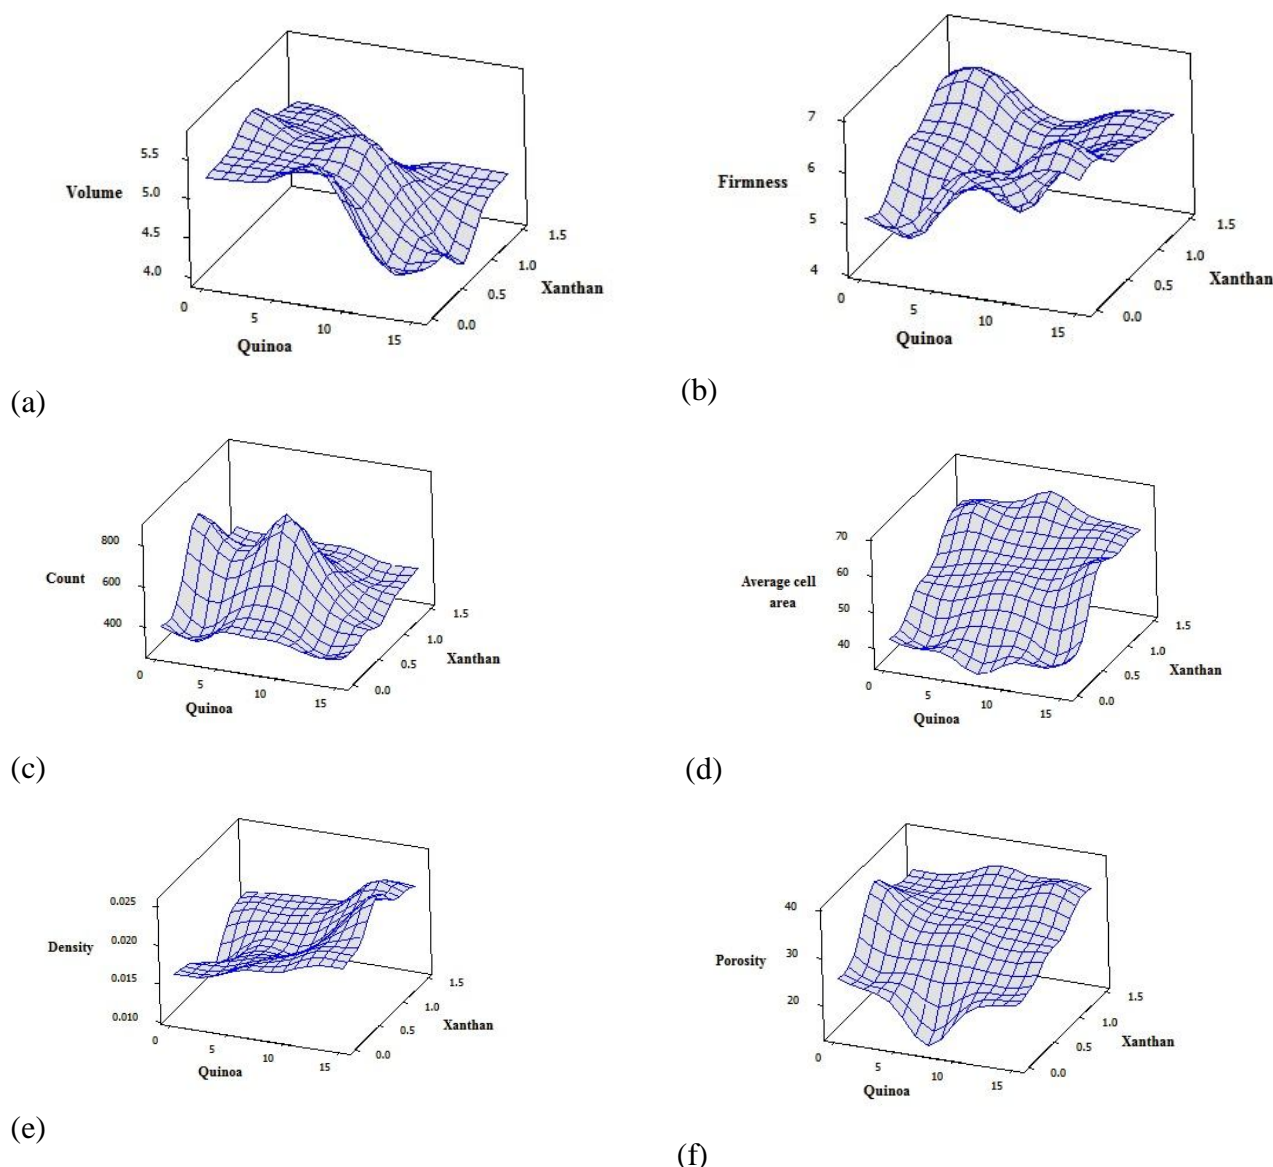 5.5
Volume
5.0
4.5
4.0
0
5
10
15
Quinoa
0.0
0.5
1.0
1.5
Xanthan
(a)
7
6
Firmness
5
4
0
5
10
15
Quinoa
0.0
0.5
1.0
1.5
Xanthan
(b)
800
Count
600
400
0
5
10
15
Quinoa
0.0
0.5
1.0
1.5
Xanthan
(c)
70
60
Average cell
area
50
40
0
5
10
15
Quinoa
0.0
0.5
1.0
1.5
Xanthan
(d)
0.025
Density
0.020
0.015
0.010
0
5
10
15
Quinoa
0.0
0.5
1.0
1.5
Xanthan
(e)
40
Porosity
30
20
0
5
10
15
Quinoa
0.0
0.5
1.0
1.5
Xanthan
(f)